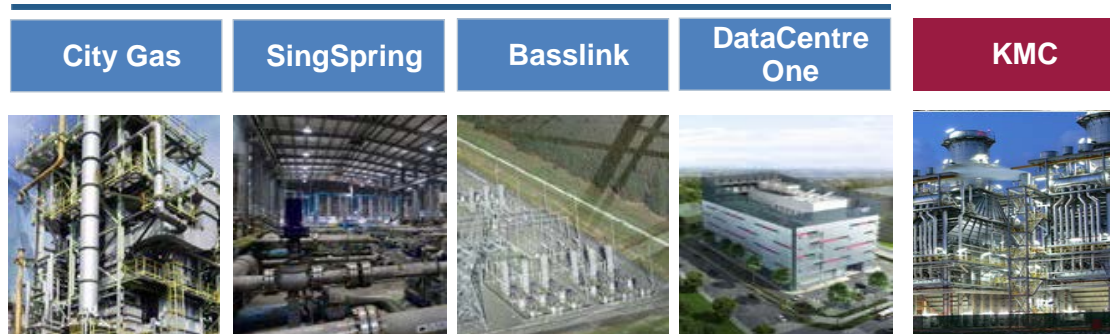 City Gas
SingSpring
Basslink
DataCentre
One
KMC